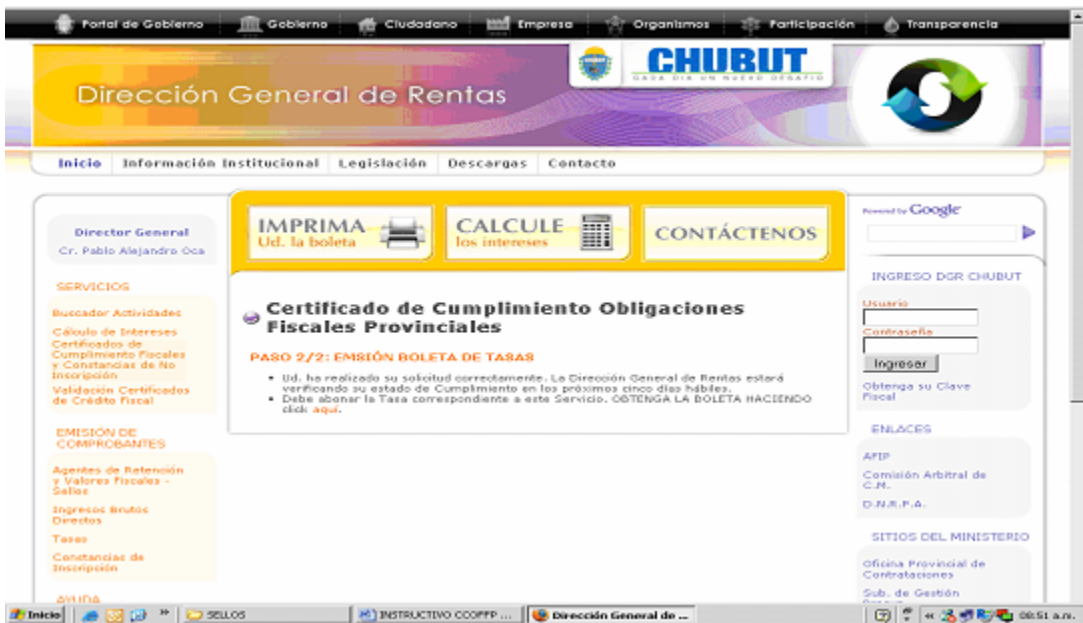 Portal de Gobierno Gobierno Ciudadano Empresa Organismos Participación Transparencia
CHUBUT
CADA DIA UN NUEVO DESAFIO
Dirección General de Rentas
Inicio Información Institucional Legislación Descargas Contacto
Director General
Cr. Pablo Alejandro Oca
SERVICIOS
Buscador Actividades
Cálculo de Intereses
Certificados de
Cumplimiento Fiscales
y Constancias de No
Inscripción
Validación Certificados
de Crédito Fiscal
EMISIÓN DE
COMPROBANTES
Agentes de Retención
y Valores Fiscales -
Sellos
Ingresos Brutos
Directos
Tasas
Constancias de
Inscripción
AYUDA
IMPRIMA
Ud. la boleta
CALCULE
los intereses
CONTÁCTENOS
Certificado de Cumplimiento Obligaciones
Fiscales Provinciales
PASO 2/2: EMSIÓN BOLETA DE TASAS
Ud. ha realizado su solicitud correctamente. La Dirección General de Rentas estará
verificando su estado de Cumplimiento en los próximos cinco días hábiles.
Debe abonar la Tasa correspondiente a este Servicio. OBTENGA LA BOLETA HACIENDO
click aquí.
Powered by Google
INGRESO DGR CHUBUT
Usuario
Contraseña
Ingresar
Obtenga su Clave
Fiscal
ENLACES
AFIP
Comisión Arbitral de
C.M.
D.N.R.P.A.
SITIOS DEL MINISTERIO
Oficina Provincial de
Contrataciones
Sub. de Gestión
Inicio SELLOS INSTRUCTIVO CCOFFP ... Dirección General de ... 08:51 a.m.